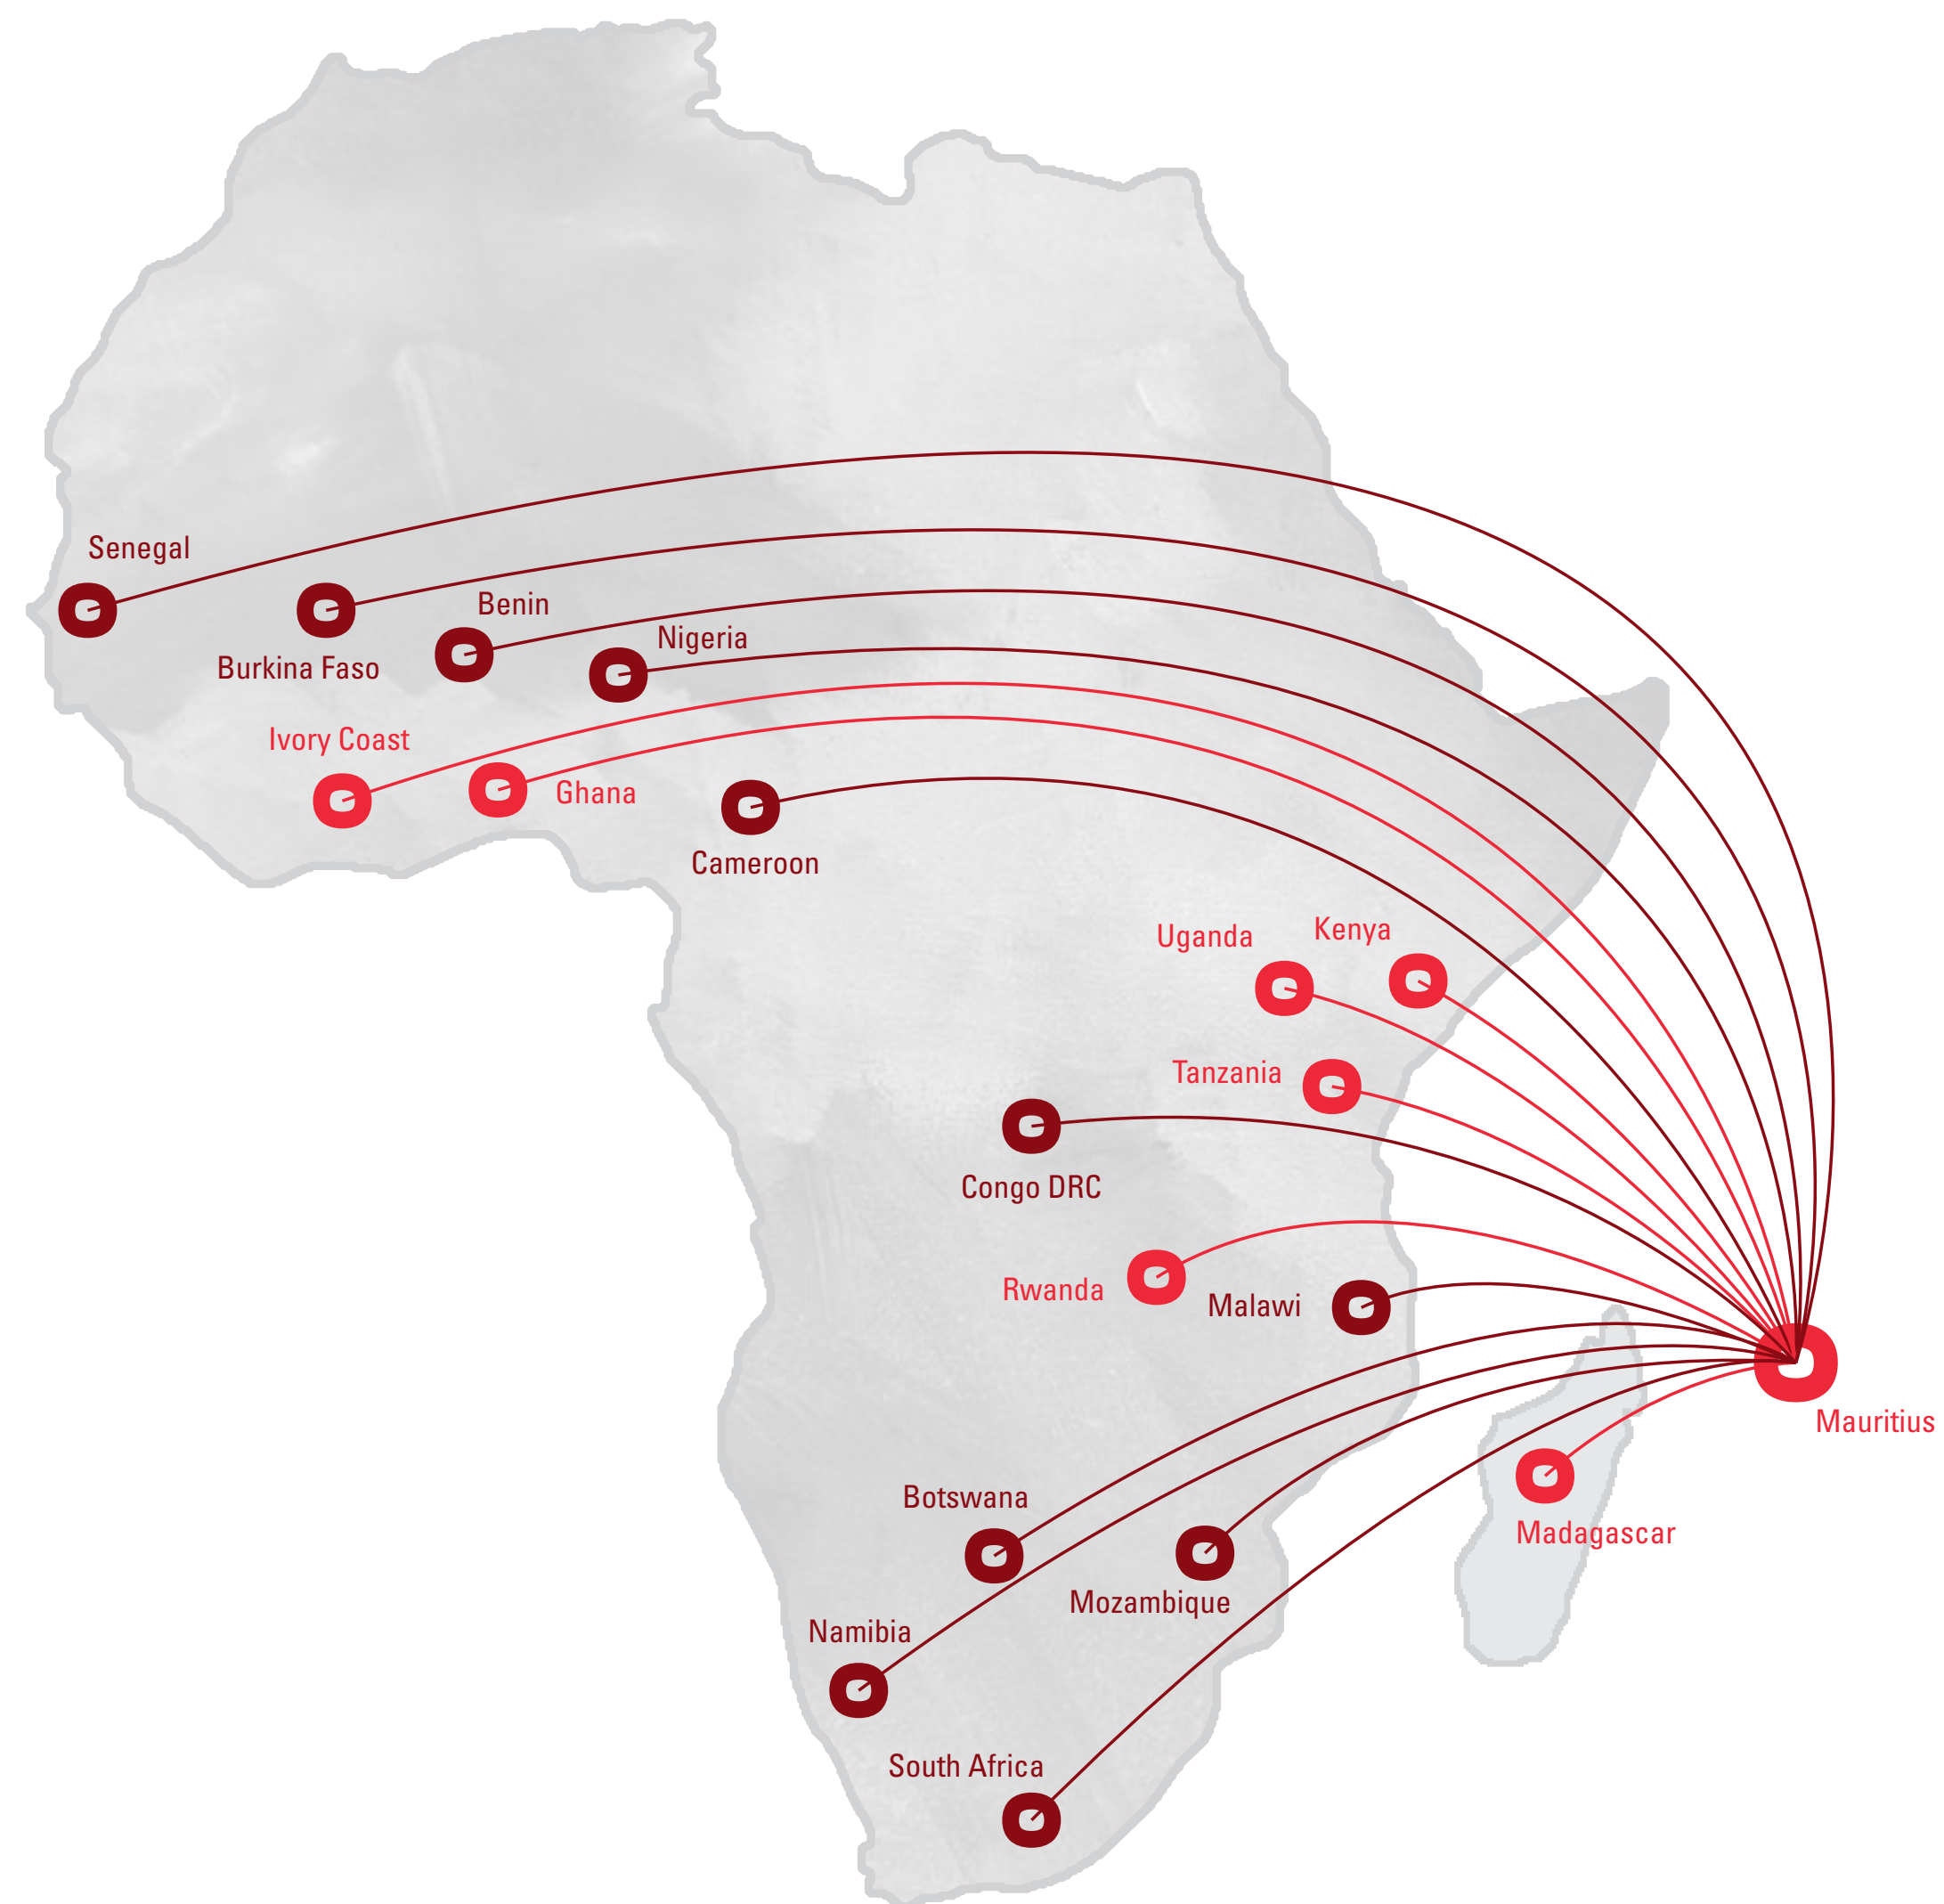 Senegal
Benin
Nigeria
Burkina Faso
Ivory Coast
Ghana
Cameroon
Kenya
Uganda
Tanzania
Congo DRC
Rwanda
Malawi
Mauritius
Botswana
Madagascar
Mozambique
Namibia
South Africa